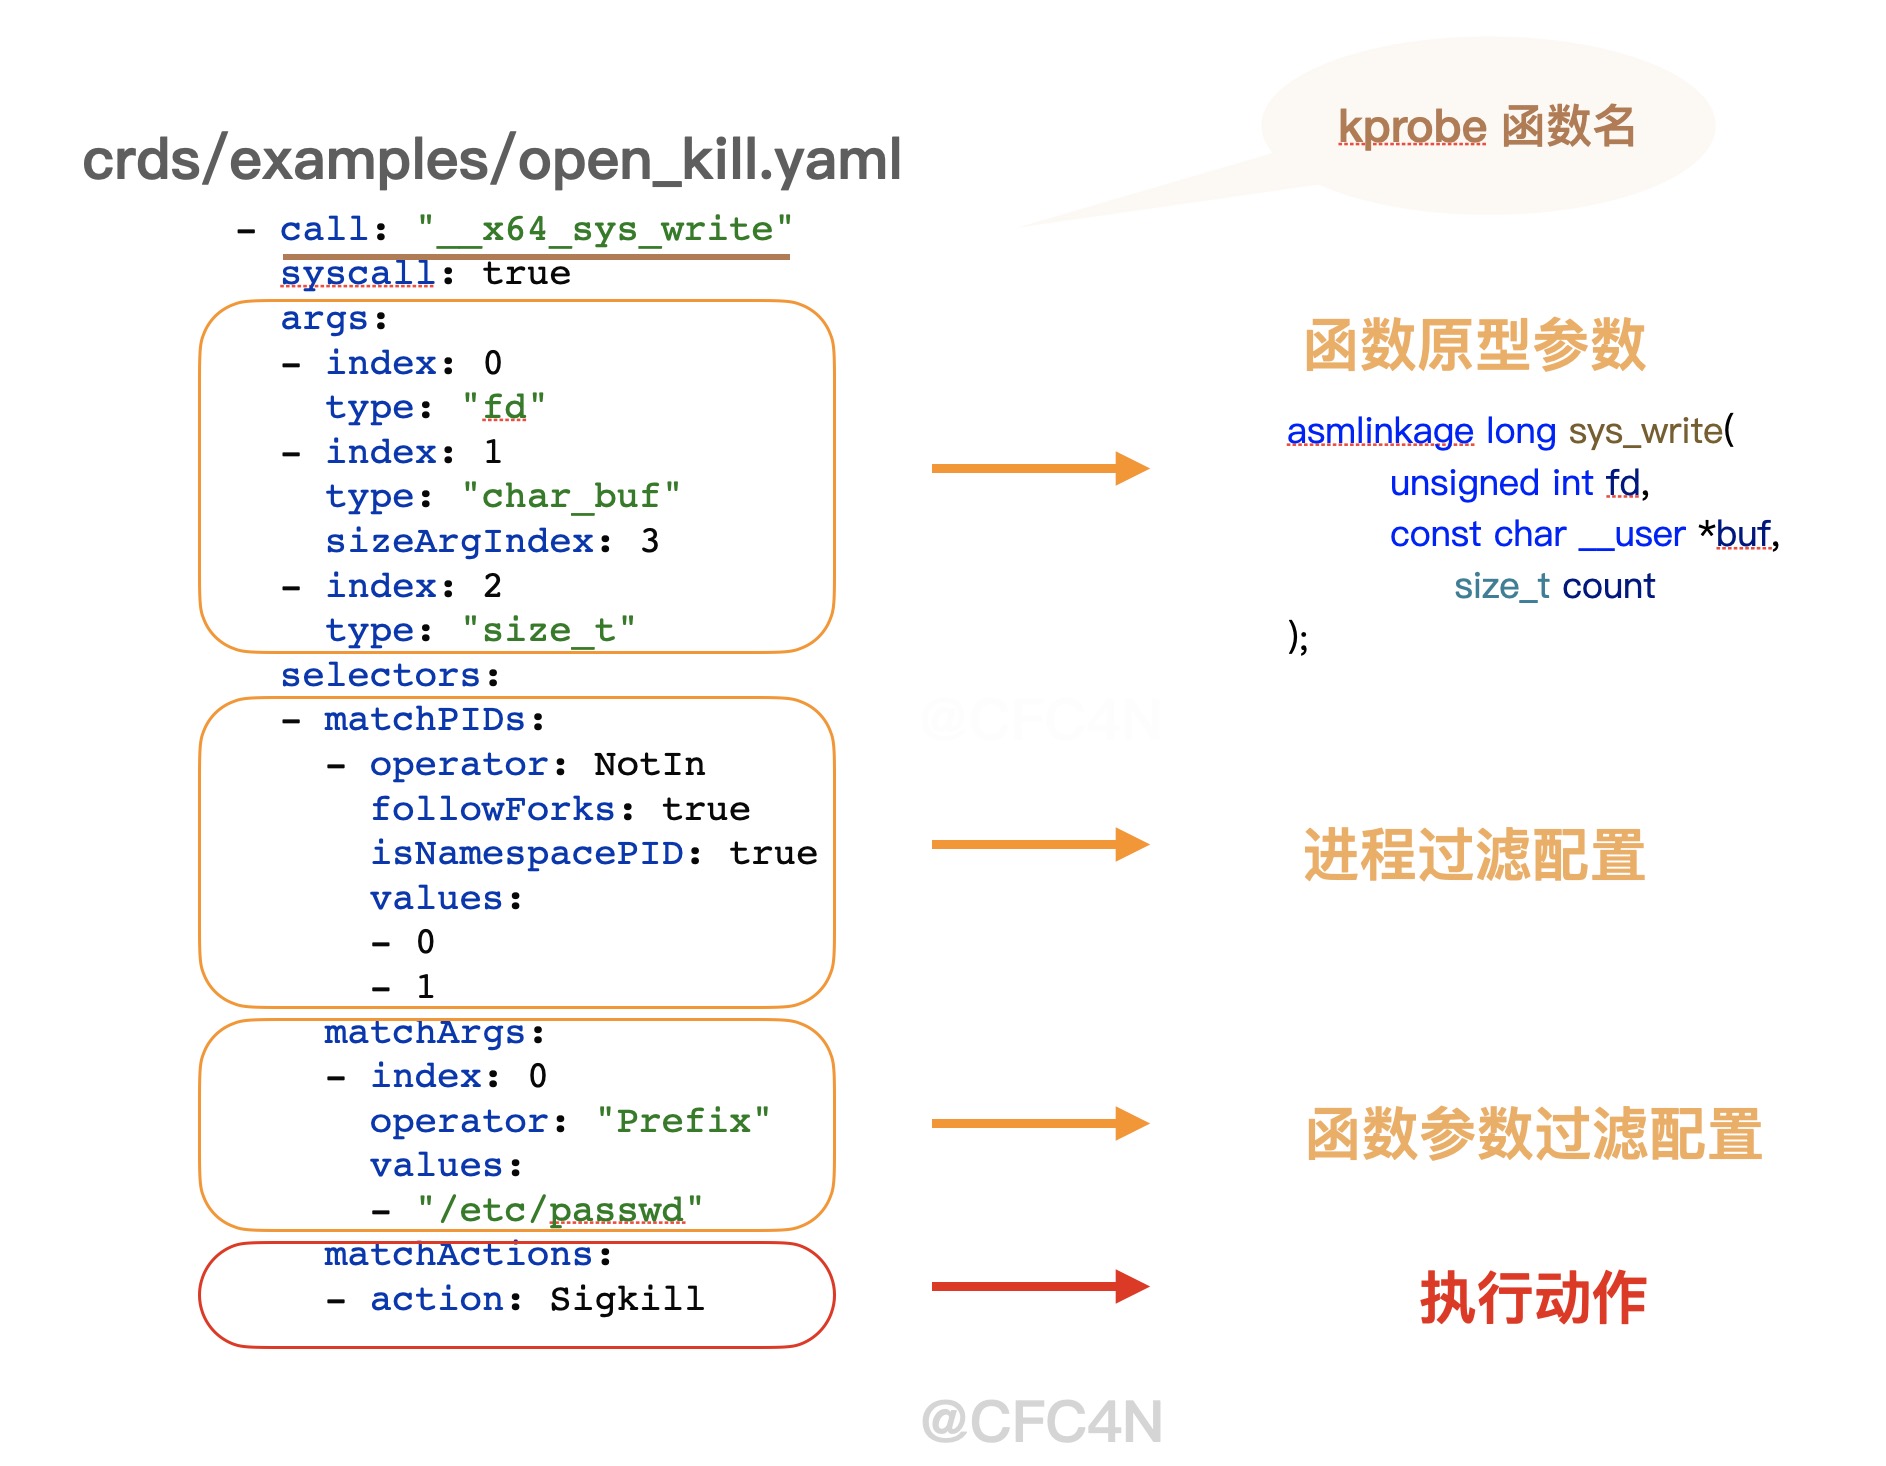 kprobe 函数名
crds/examples/open_kill.yaml
- call: "__x64_sys_write"
syscall: true
args:
- index: 0
type: "fd"
- index: 1
type: "char_buf"
sizeArgIndex: 3
- index: 2
type: "size_t"
函数原型参数
asmlinkage long sys_write(
unsigned int fd,
const char __user *buf,
size_t count
);
selectors:
- matchPIDs:
- operator: NotIn
followForks: true
isNamespacePID: true
values:
- 0
- 1
@CFC4N
进程过滤配置
matchArgs:
- index: 0
operator: "Prefix"
values:
- "/etc/passwd"
函数参数过滤配置
matchActions:
- action: Sigkill
执行动作
@CFC4N